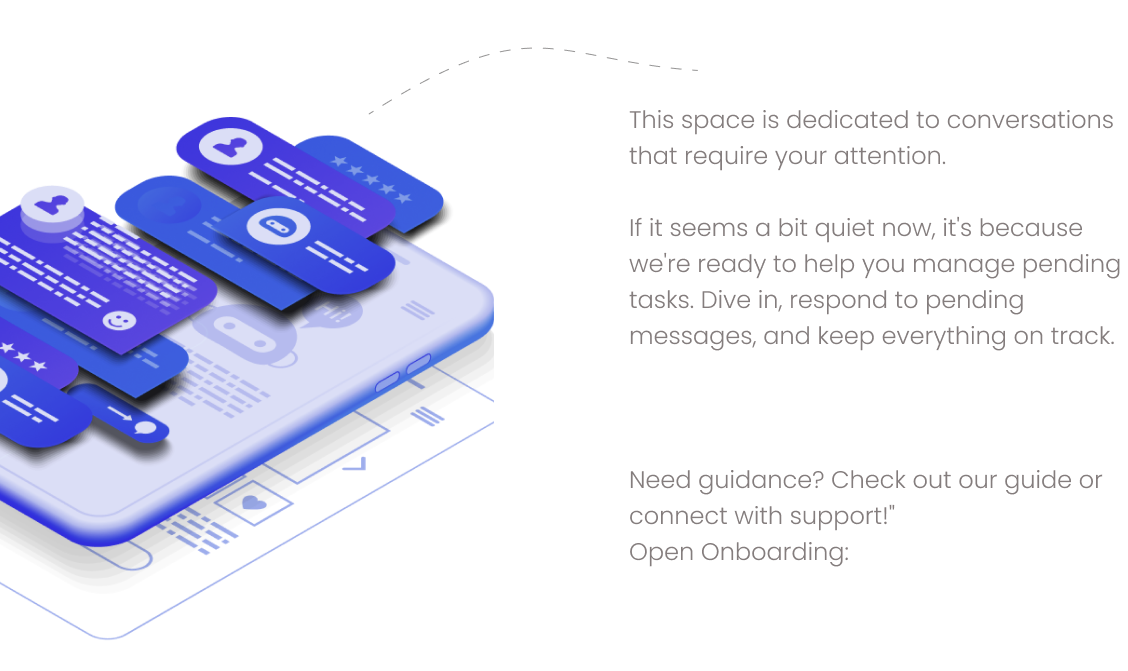 This space is dedicated to conversations
that require your attention.
If it seems a bit quiet now, it's because
we're ready to help you manage pending
tasks. Dive in, respond to pending
messages, and keep everything on track.
Need guidance? Check out our guide or
connect with support!"
Open Onboarding: